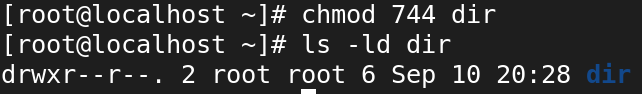 [root@localhost ~]# chmod 744 dir
[root@localhost ~]# ls -ld dir
drwxr--r--. 2 root root 6 Sep 10 20:28 dir